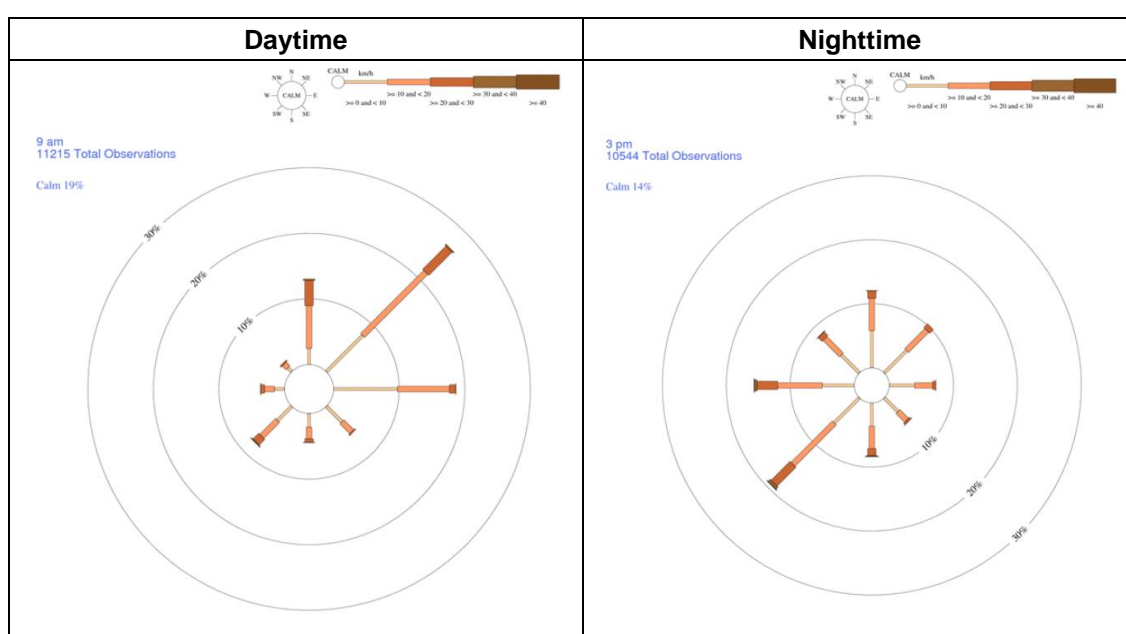 Daytime
Nighttime
N
NW NE
W CALM E
SW SE
S
CALM km/h
>= 10 and < 20 >= 30 and < 40
>= 0 and < 10 >= 20 and < 30 >= 40
9 am
11215 Total Observations
Calm 19%
30%
20%
10%
N
NW NE
W CALM E
SW SE
S
CALM km/h
>= 10 and < 20 >= 30 and < 40
>= 0 and < 10 >= 20 and < 30 >= 40
3 pm
10544 Total Observations
Calm 14%
10%
20%
30%